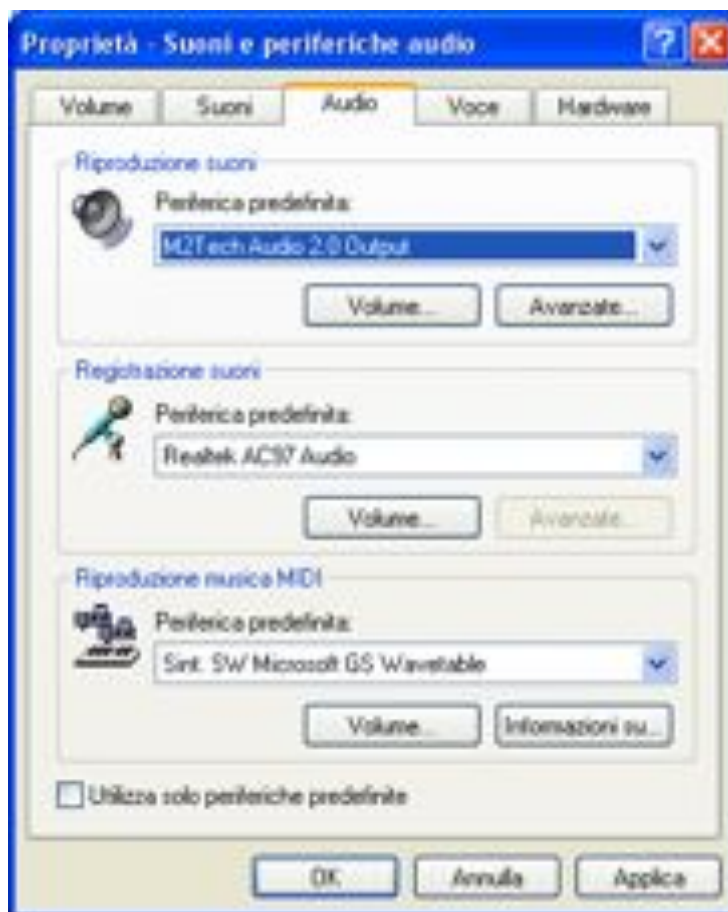 Proprietà - Suoni e periferiche audio
Volume Suoni Audio Voce Hardware
Riproduzione suoni
Periferica predefinita:
M2Tech Audio 2.0 Output
Volume... Avanzate...
Registrazione suoni
Periferica predefinita:
Realtek AC97 Audio
Volume... Avanzate...
Riproduzione musica MIDI
Periferica predefinita:
Sint. SW Microsoft GS Wavetable
Volume... Informazioni su...
Utilizza solo periferiche predefinite
OK Annulla Applica